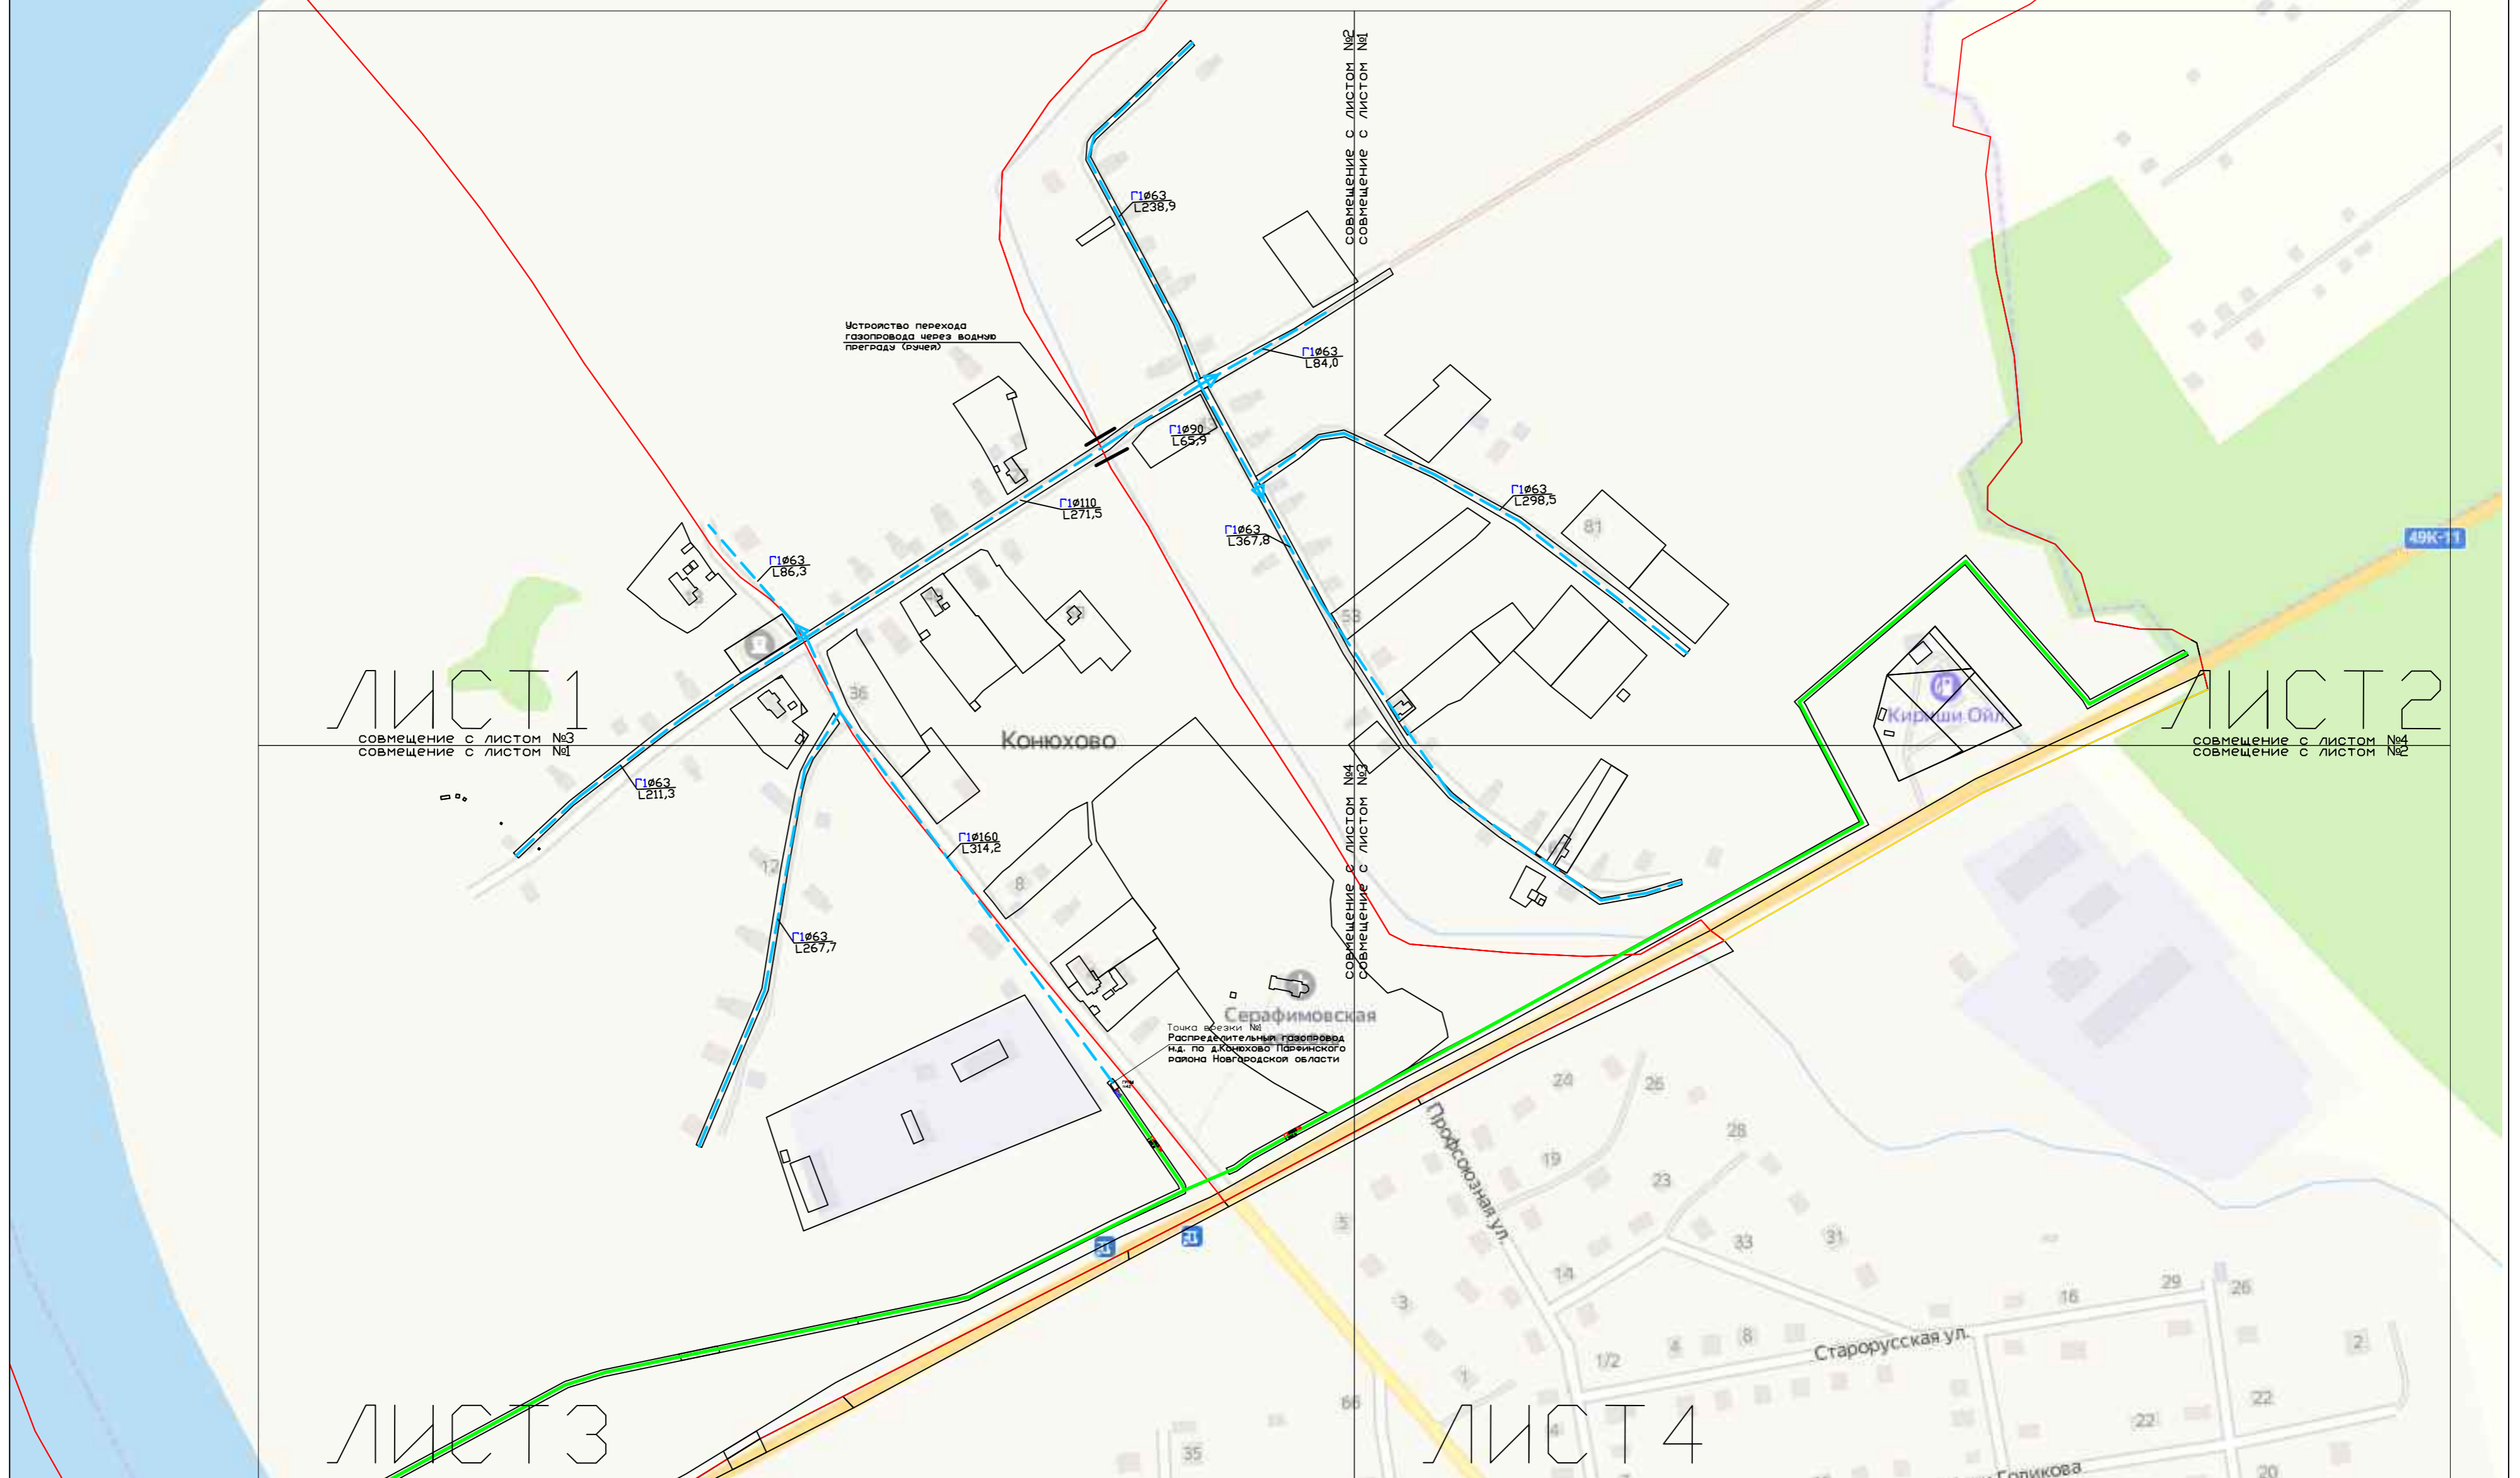 совмещение с листом №2
совмещение с листом №1
Г1ø63
L238,9
Устройство перехода
газопровода через водную
преграду (ручей)
Г1ø63
L84,0
Г1ø90
L65,9
Г1ø110
L271,5
Г1ø63
L298,5
81
Г1ø63
L367,8
49К-11
Г1ø63
L86,3
53
36
ЛИСТ1
совмещение с листом №3
совмещение с листом №1
Конюхово
Кириши Ойл
ЛИСТ2
совмещение с листом №4
совмещение с листом №2
совмещение с листом №4
совмещение с листом №3
Г1ø63
L211,3
Г1ø160
L314,2
12
8
Г1ø63
L267,7
Серафимовская
Точка врезки №1
Распределительный газопровод
н.д. по д.Конюхово Парфинского
района Новгородской области
24
26
28
19
23
Профсоюзная ул.
5
33
31
14
3
16
29
26
4
8
Старорусская ул.
1/2
2
1
66
22
22
4
35
20
ЛИСТ3
ЛИСТ4
Голикова